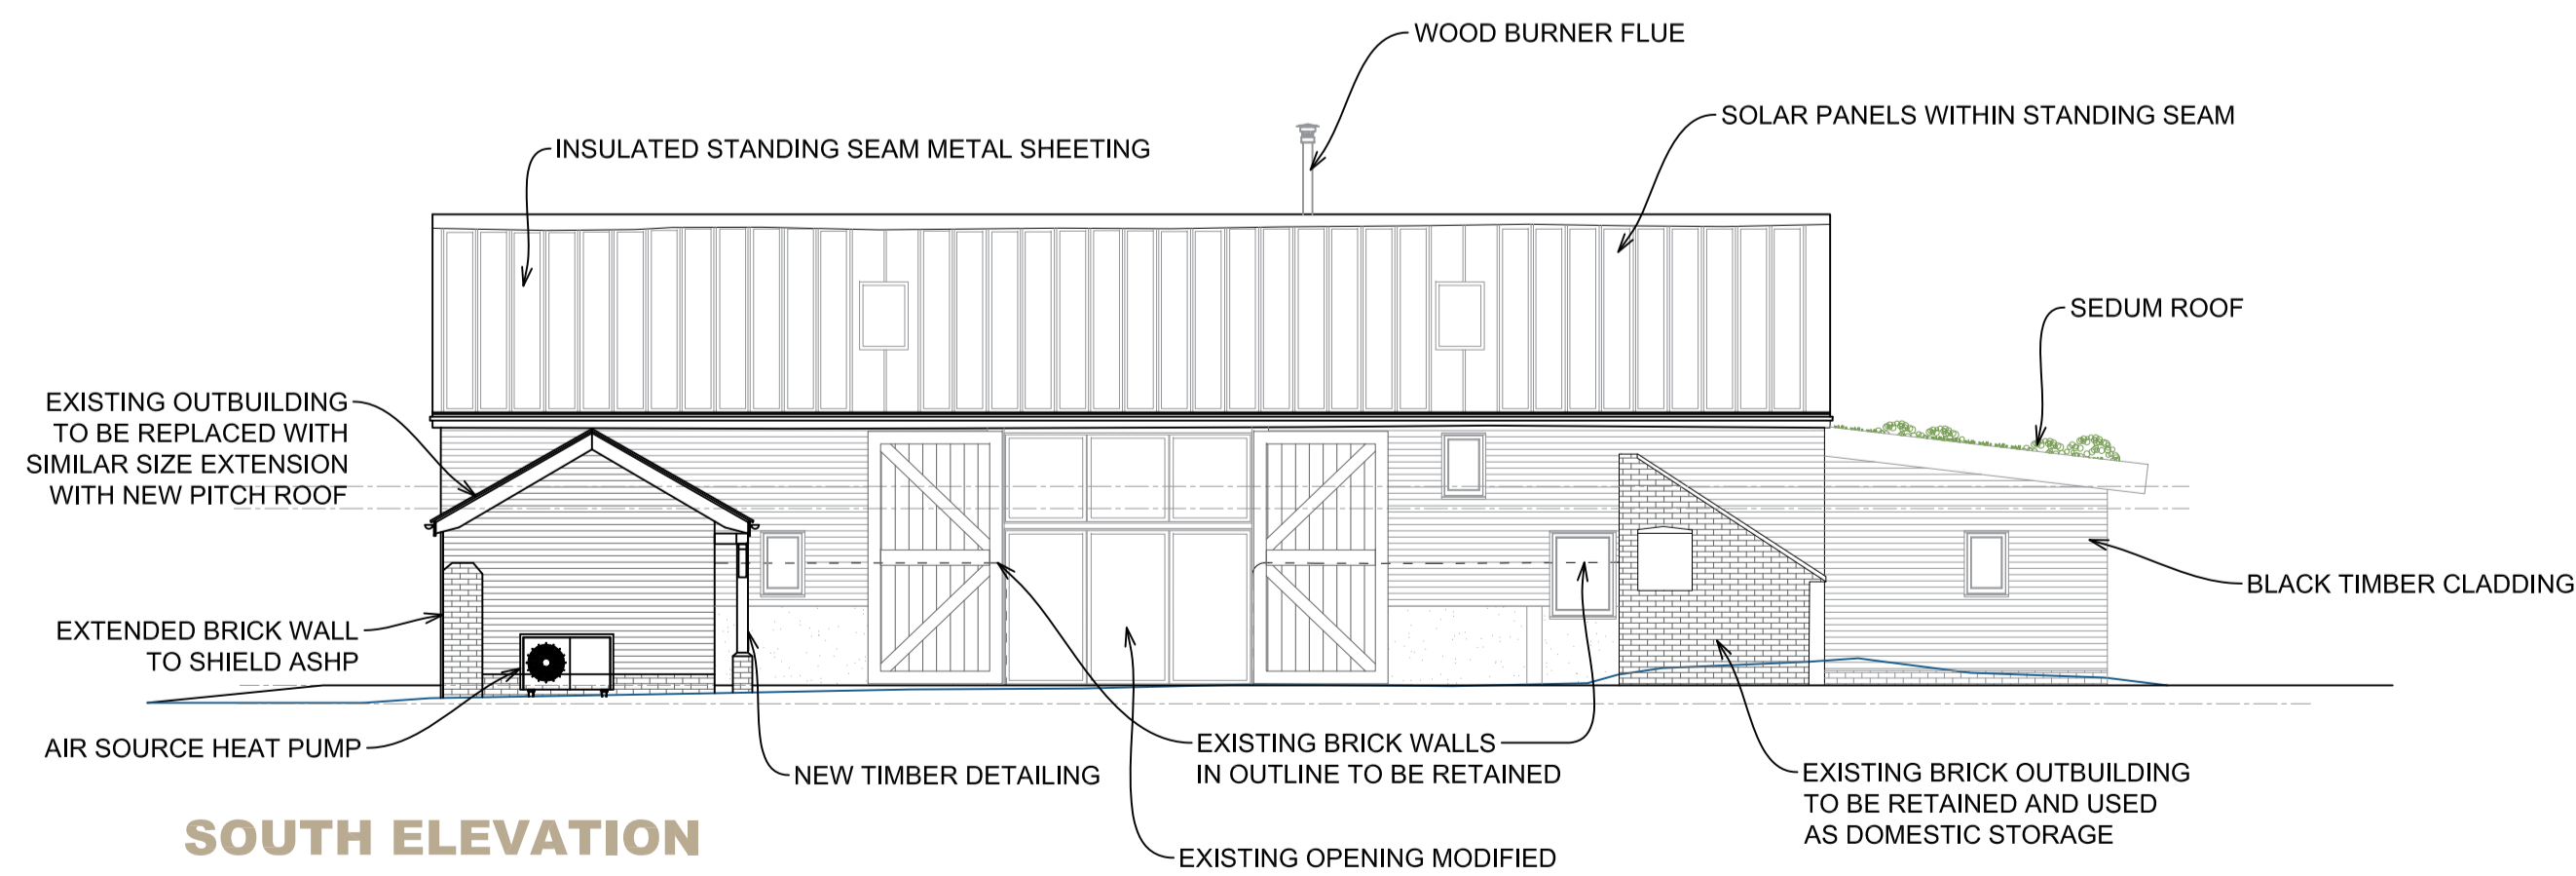 WOOD BURNER FLUE
SOLAR PANELS WITHIN STANDING SEAM
INSULATED STANDING SEAM METAL SHEETING
SEDUM ROOF
EXISTING OUTBUILDING
TO BE REPLACED WITH
SIMILAR SIZE EXTENSION
WITH NEW PITCH ROOF
BLACK TIMBER CLADDING
EXTENDED BRICK WALL
TO SHIELD ASHP
AIR SOURCE HEAT PUMP
EXISTING BRICK WALLS
IN OUTLINE TO BE RETAINED
NEW TIMBER DETAILING
EXISTING BRICK OUTBUILDING
TO BE RETAINED AND USED
AS DOMESTIC STORAGE
SOUTH ELEVATION
EXISTING OPENING MODIFIED